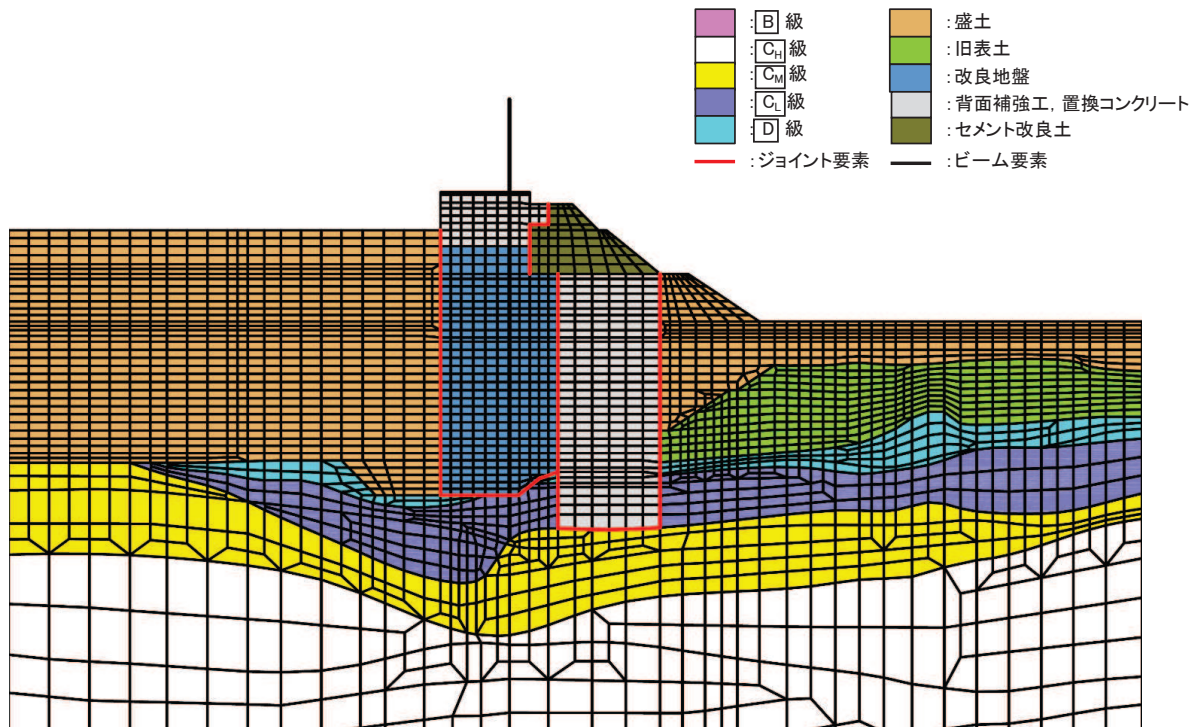 :B級
:CH級
:CM級
:CL級
:D級
:ジョイント要素
:盛土
:旧表土
:改良地盤
:背面補強工,置換コンクリート
:セメント改良土
:ビーム要素